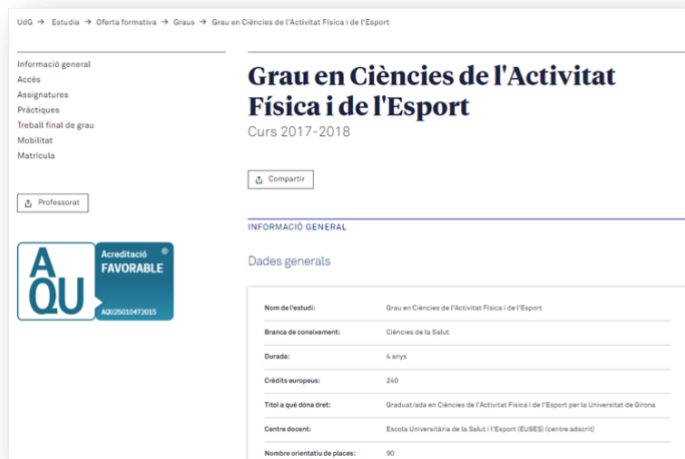 UdG → Estudia → Oferta formativa → Graus → Grau en Ciències de l'Activitat Física i de l'Esport
Informació general
Accés
Assignatures
Pràctiques
Treball final de grau
Mobilitat
Matrícula
Professorat
AQU
Acreditació ®
FAVORABLE
AQU25010472015
Grau en Ciències de l'Activitat
Física i de l'Esport
Curs 2017-2018
Compartir
INFORMACIÓ GENERAL
Dades generals
Nom de l'estudi: Grau en Ciències de l'Activitat Física i de l'Esport
Branca de coneixement: Ciències de la Salut
Durada: 4 anys
Crèdits europeus: 240
Títol a què dóna dret: Graduat/ada en Ciències de l'Activitat Física i de l'Esport per la Universitat de Girona
Centre docent: Escola Universitària de la Salut i l'Esport (EUSES) (centre adscrit)
Nombre orientatiu de places: 90